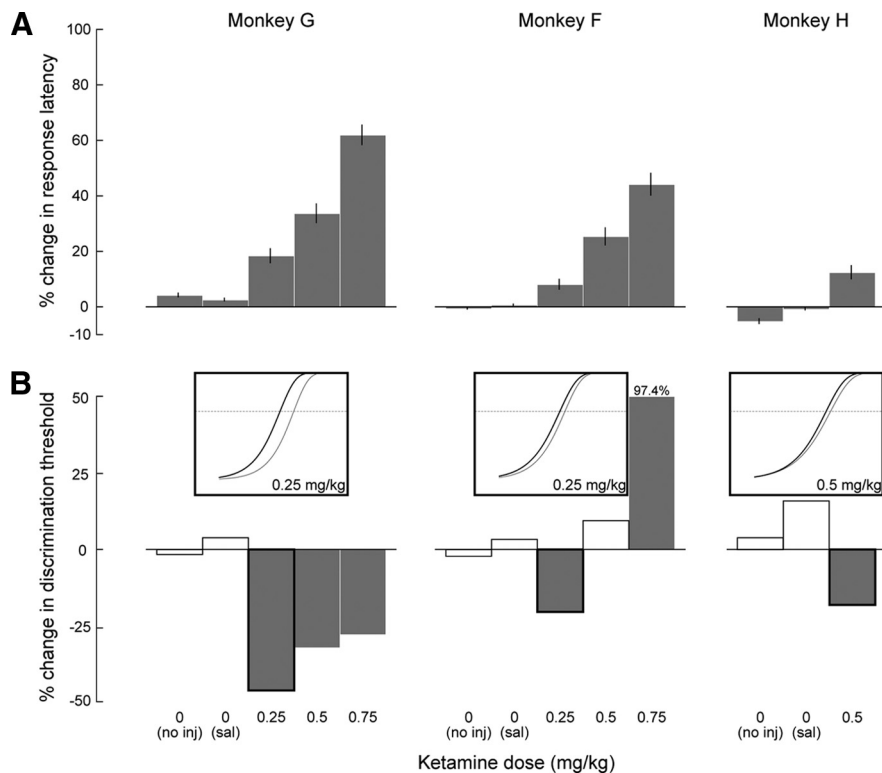 A
Monkey G
Monkey F
Monkey H
% change in response latency
100
80
60
40
20
0
-10
B
% change in discrimination threshold
50
25
0
-25
-50
0.25 mg/kg
0.25 mg/kg
97.4%
0.5 mg/kg
0 (no inj)
0 (sal)
0.25
0.5
0.75
0 (no inj)
0 (sal)
0.25
0.5
0.75
0 (no inj)
0 (sal)
0.5
Ketamine dose (mg/kg)